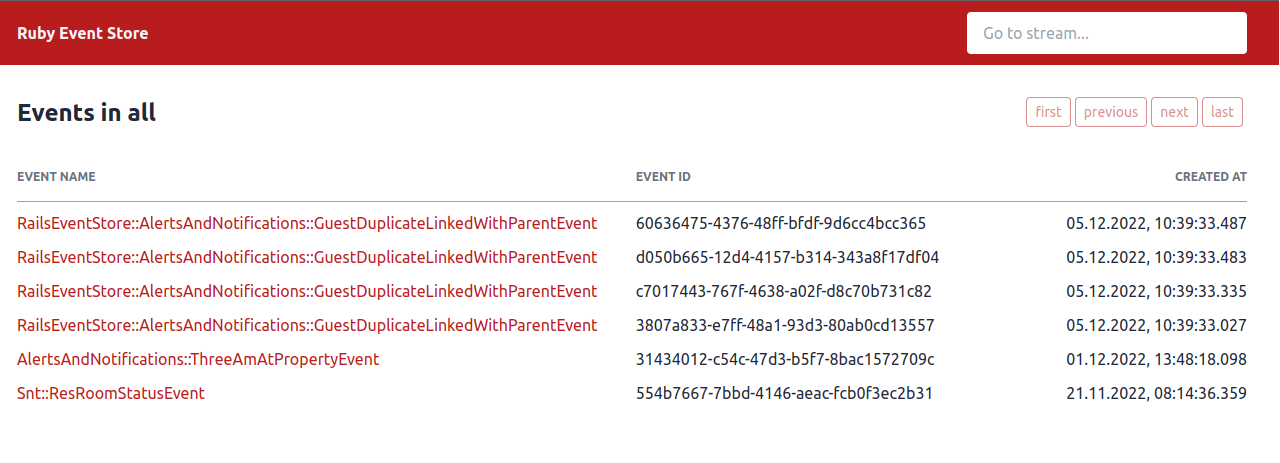 Ruby Event Store Go to stream...
Events in all first previous next last
EVENT NAME EVENT ID CREATED AT
RailsEventStore::AlertsAndNotifications::GuestDuplicateLinkedWithParentEvent 60636475-4376-48ff-bfdf-9d6cc4bcc365 05.12.2022, 10:39:33.487
RailsEventStore::AlertsAndNotifications::GuestDuplicateLinkedWithParentEvent d050b665-12d4-4157-b314-343a8f17df04 05.12.2022, 10:39:33.483
RailsEventStore::AlertsAndNotifications::GuestDuplicateLinkedWithParentEvent c7017443-767f-4638-a02f-d8c70b731c82 05.12.2022, 10:39:33.335
RailsEventStore::AlertsAndNotifications::GuestDuplicateLinkedWithParentEvent 3807a833-e7ff-48a1-93d3-80ab0cd13557 05.12.2022, 10:39:33.027
AlertsAndNotifications::ThreeAmAtPropertyEvent 31434012-c54c-47d3-b5f7-8bac1572709c 01.12.2022, 13:48:18.098
Snt::ResRoomStatusEvent 554b7667-7bbd-4146-aeac-fcb0f3ec2b31 21.11.2022, 08:14:36.359